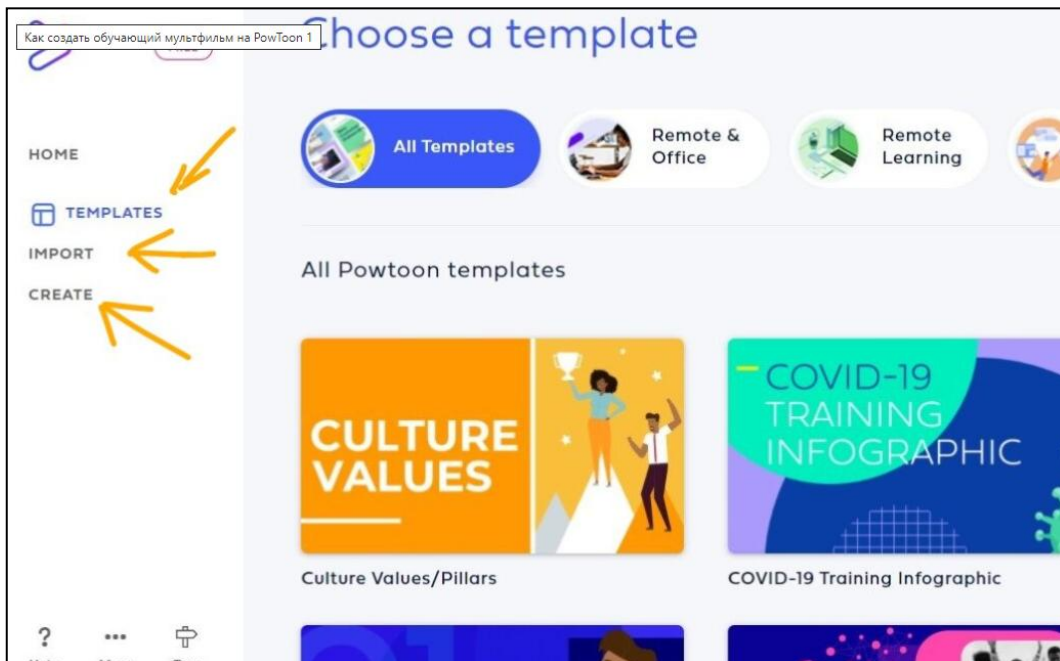 Как создать обучающий мультфильм на PowToon 1
Choose a template
HOME
TEMPLATES
IMPORT
CREATE
All Templates
Remote &
Office
Remote
Learning
All Powtoon templates
CULTURE
VALUES
Culture Values/Pillars
COVID-19
TRAINING
INFOGRAPHIC
COVID-19 Training Infographic
?